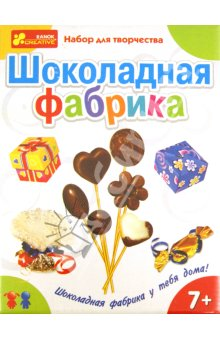 RANOK
CREATIVE
Набор для творчества
Шоколадная
фабрика
Шоколадная фабрика у тебя дома!
7+